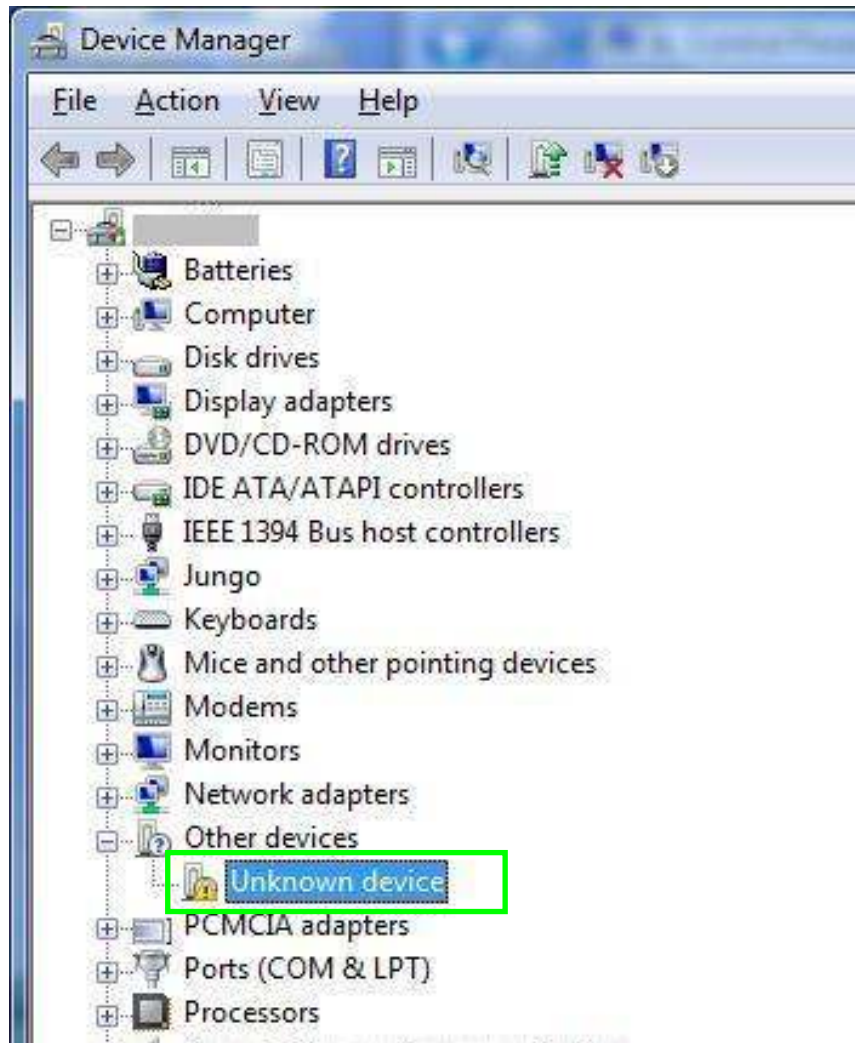 Device Manager
File Action View Help
Batteries
Computer
Disk drives
Display adapters
DVD/CD-ROM drives
IDE ATA/ATAPI controllers
IEEE 1394 Bus host controllers
Jungo
Keyboards
Mice and other pointing devices
Modems
Monitors
Network adapters
Other devices
Unknown device
PCMCIA adapters
Ports (COM & LPT)
Processors